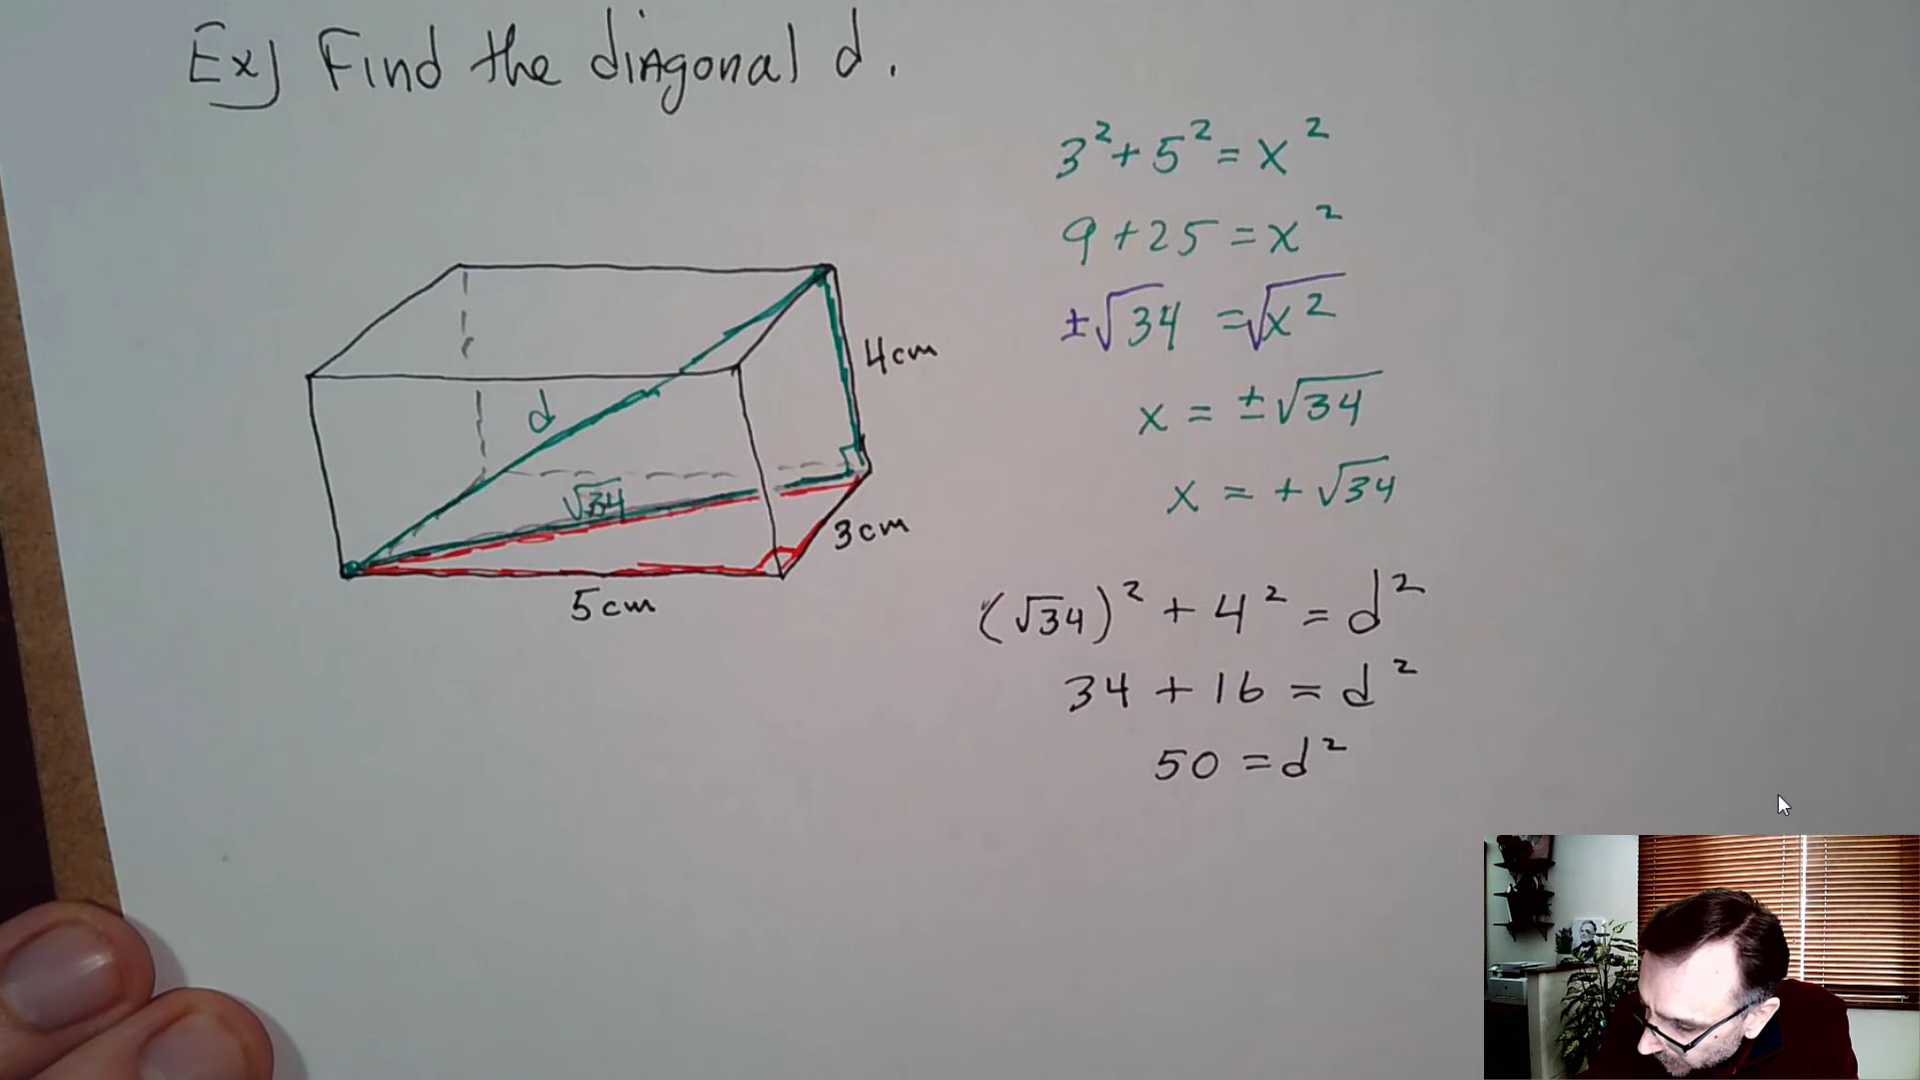 Ex) Find the diagonal d.
3² + 5² = x²
9 + 25 = x²
±√34 = √x²
x = ±√34
x = +√34
4cm
d
√34
3cm
5cm
(√34)² + 4² = d²
34 + 16 = d²
50 = d²